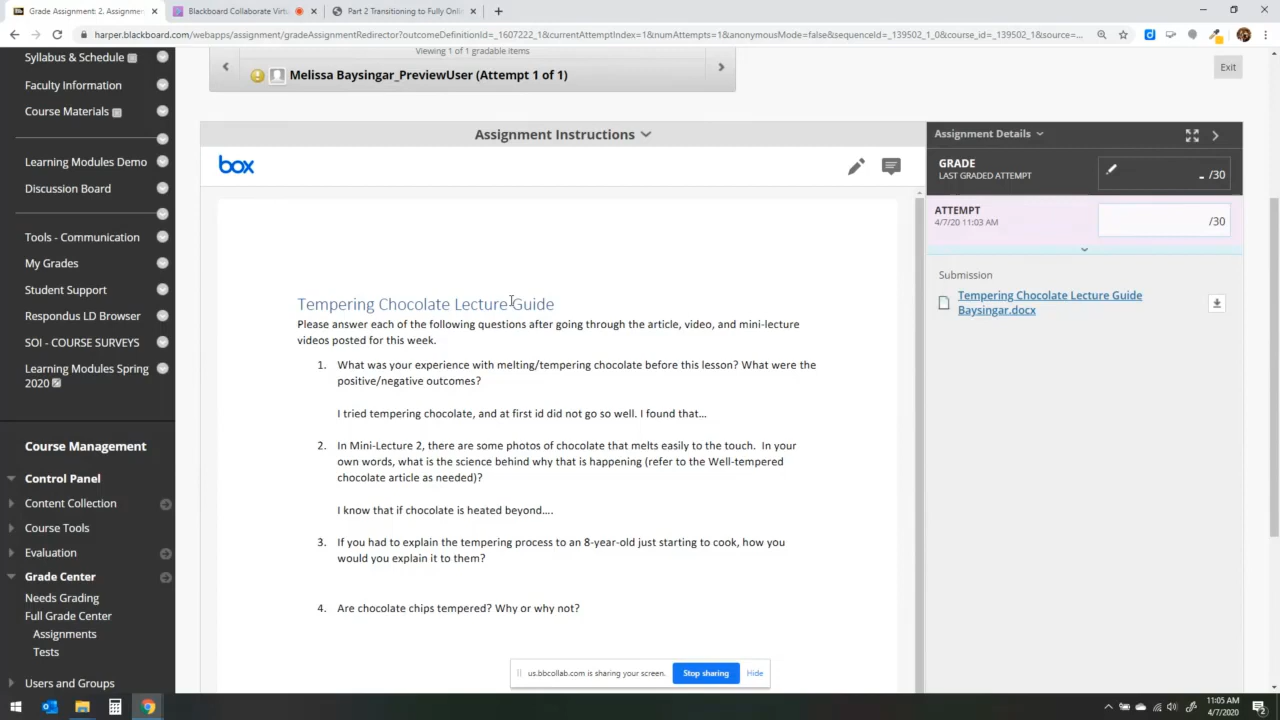 Grade Assignment: 2. Assignmen
Blackboard Collaborate Virtu
Part 2 Transitioning to Fully Onli
harper.blackboard.com/webapps/assignment/gradeAssignmentRedirector?outcomeDefinitionId=_1607222_1&currentAttemptIndex=1&numAttempts=1&anonymousMode=false&sequenceId=_139502_1_0&course_id=_139502_1&source=...
Syllabus & Schedule
Faculty Information
Course Materials
Learning Modules Demo
Discussion Board
Tools - Communication
My Grades
Student Support
Respondus LD Browser
SOI - COURSE SURVEYS
Learning Modules Spring
2020
Course Management
Control Panel
Content Collection
Course Tools
Evaluation
Grade Center
Needs Grading
Full Grade Center
Assignments
Tests
Users and Groups
Viewing 1 of 1 gradable items
Melissa Baysingar_PreviewUser (Attempt 1 of 1)
Exit
Assignment Instructions
box
Tempering Chocolate Lecture Guide
Please answer each of the following questions after going through the article, video, and mini-lecture
videos posted for this week.
1. What was your experience with melting/tempering chocolate before this lesson? What were the
positive/negative outcomes?
I tried tempering chocolate, and at first id did not go so well. I found that...
2. In Mini-Lecture 2, there are some photos of chocolate that melts easily to the touch. In your
own words, what is the science behind why that is happening (refer to the Well-tempered
chocolate article as needed)?
I know that if chocolate is heated beyond....
3. If you had to explain the tempering process to an 8-year-old just starting to cook, how you
would you explain it to them?
4. Are chocolate chips tempered? Why or why not?
Assignment Details
GRADE
LAST GRADED ATTEMPT
- /30
ATTEMPT
4/7/20 11:03 AM
/30
Submission
Tempering Chocolate Lecture Guide
Baysingar.docx
us.bbcollab.com is sharing your screen.
Stop sharing
Hide
11:05 AM
4/7/2020
2